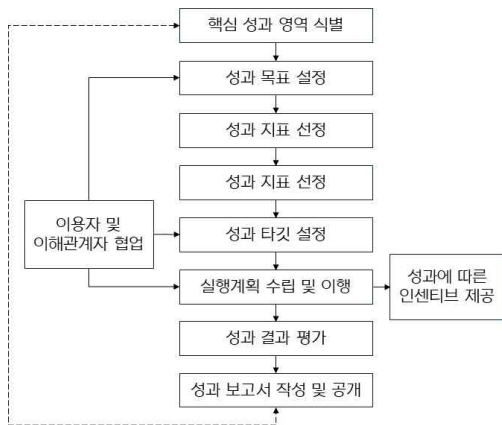 핵심 성과 영역 식별
성과 목표 설정
성과 지표 선정
성과 지표 선정
이용자 및
이해관계자 협업
성과 타깃 설정
실행계획 수립 및 이행
성과에 따른
인센티브 제공
성과 결과 평가
성과 보고서 작성 및 공개